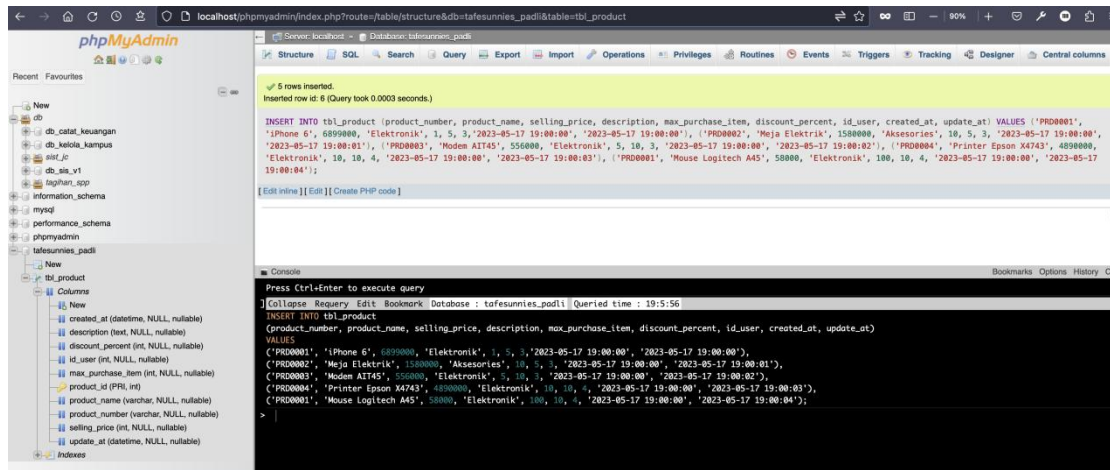 localhost/phpmyadmin/index.php?route=/table/structure&db=tafesunnies_padli&table=tbl_product
90%
phpMyAdmin
Recent Favourites
New
db
db_catat_keuangan
db_kelola_kampus
sist_jc
db_sis_v1
tagihan_spp
information_schema
mysql
performance_schema
phpmyadmin
tafesunnies_padli
New
tbl_product
Columns
New
created_at (datetime, NULL, nullable)
description (text, NULL, nullable)
discount_percent (int, NULL, nullable)
id_user (int, NULL, nullable)
max_purchase_item (int, NULL, nullable)
product_id (PRI, int)
product_name (varchar, NULL, nullable)
product_number (varchar, NULL, nullable)
selling_price (int, NULL, nullable)
update_at (datetime, NULL, nullable)
Indexes
Server: localhost » Database: tafesunnies_padli
Structure SQL Search Query Export Import Operations Privileges Routines Events Triggers Tracking Designer Central columns
5 rows inserted.
Inserted row id: 6 (Query took 0.0003 seconds.)
INSERT INTO tbl_product (product_number, product_name, selling_price, description, max_purchase_item, discount_percent, id_user, created_at, update_at) VALUES ('PRD0001',
'iPhone 6', 6899000, 'Elektronik', 1, 5, 3,'2023-05-17 19:00:00', '2023-05-17 19:00:00'), ('PRD0002', 'Meja Elektrik', 1580000, 'Aksesories', 10, 5, 3, '2023-05-17 19:00:00',
'2023-05-17 19:00:01'), ('PRD0003', 'Modem AIT45', 556000, 'Elektronik', 5, 10, 3, '2023-05-17 19:00:00', '2023-05-17 19:00:02'), ('PRD0004', 'Printer Epson X4743', 4890000,
'Elektronik', 10, 10, 4, '2023-05-17 19:00:00', '2023-05-17 19:00:03'), ('PRD0001', 'Mouse Logitech A45', 58000, 'Elektronik', 100, 10, 4, '2023-05-17 19:00:00', '2023-05-17
19:00:04');
[ Edit inline ] [ Edit ] [ Create PHP code ]
Console Bookmarks Options History C
Press Ctrl+Enter to execute query
Collapse Requery Edit Bookmark Database : tafesunnies_padli Queried time : 19:5:56
INSERT INTO tbl_product
(product_number, product_name, selling_price, description, max_purchase_item, discount_percent, id_user, created_at, update_at)
VALUES
('PRD0001', 'iPhone 6', 6899000, 'Elektronik', 1, 5, 3,'2023-05-17 19:00:00', '2023-05-17 19:00:00'),
('PRD0002', 'Meja Elektrik', 1580000, 'Aksesories', 10, 5, 3, '2023-05-17 19:00:00', '2023-05-17 19:00:01'),
('PRD0003', 'Modem AIT45', 556000, 'Elektronik', 5, 10, 3, '2023-05-17 19:00:00', '2023-05-17 19:00:02'),
('PRD0004', 'Printer Epson X4743', 4890000, 'Elektronik', 10, 10, 4, '2023-05-17 19:00:00', '2023-05-17 19:00:03'),
('PRD0001', 'Mouse Logitech A45', 58000, 'Elektronik', 100, 10, 4, '2023-05-17 19:00:00', '2023-05-17 19:00:04');
>